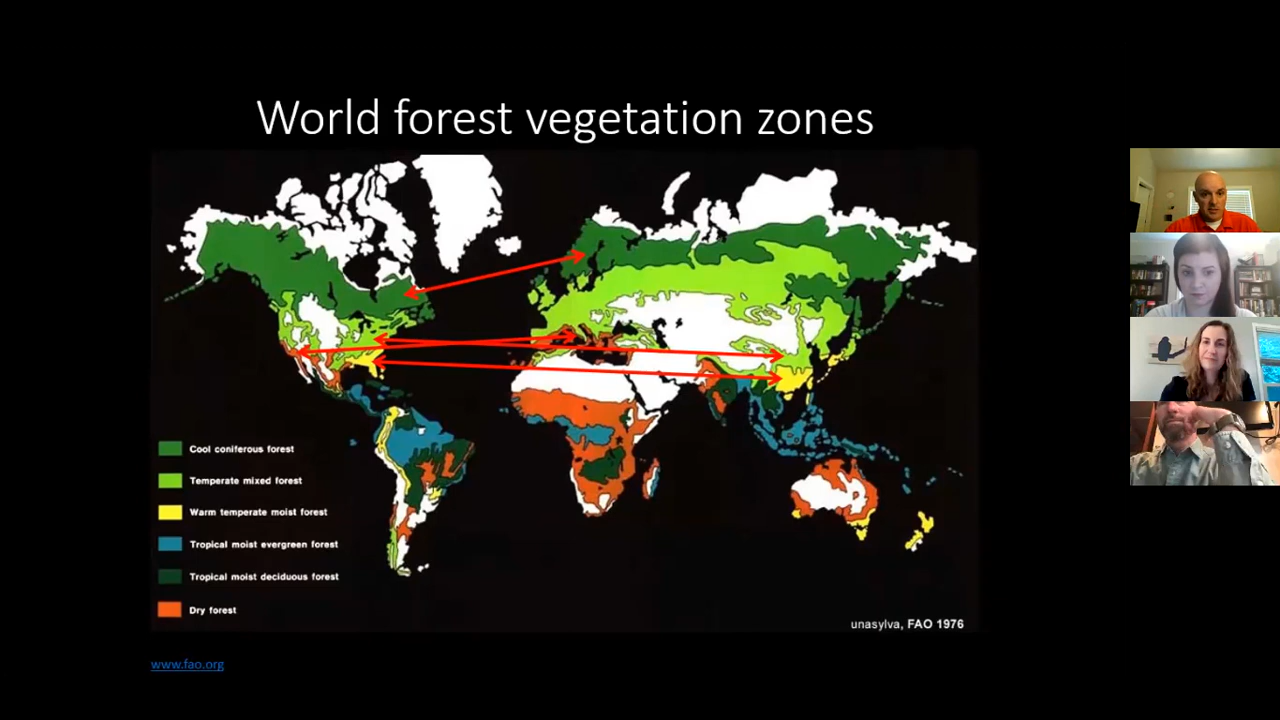 World forest vegetation zones
Cool coniferous forest
Temperate mixed forest
Warm temperate moist forest
Tropical moist evergreen forest
Tropical moist deciduous forest
Dry forest
unasylva, FAO 1976
www.fao.org